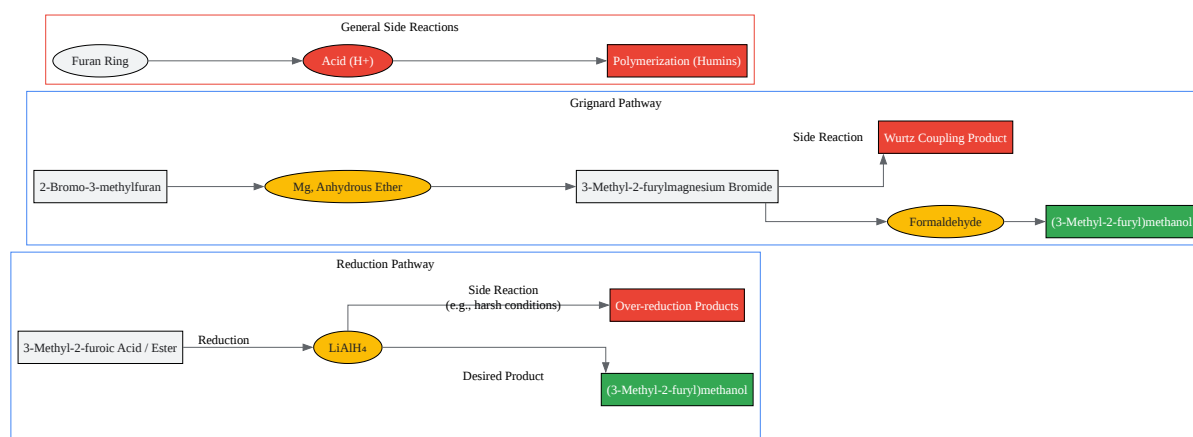 General Side Reactions
Furan Ring
Acid (H+)
Polymerization (Humins)
Grignard Pathway
Side Reaction
Wurtz Coupling Product
2-Bromo-3-methylfuran
Mg, Anhydrous Ether
3-Methyl-2-furylmagnesium Bromide
Formaldehyde
(3-Methyl-2-furyl)methanol
Reduction Pathway
Side Reaction
(e.g., harsh conditions)
Over-reduction Products
3-Methyl-2-furoic Acid / Ester
Reduction
LiAlH₄
Desired Product
(3-Methyl-2-furyl)methanol